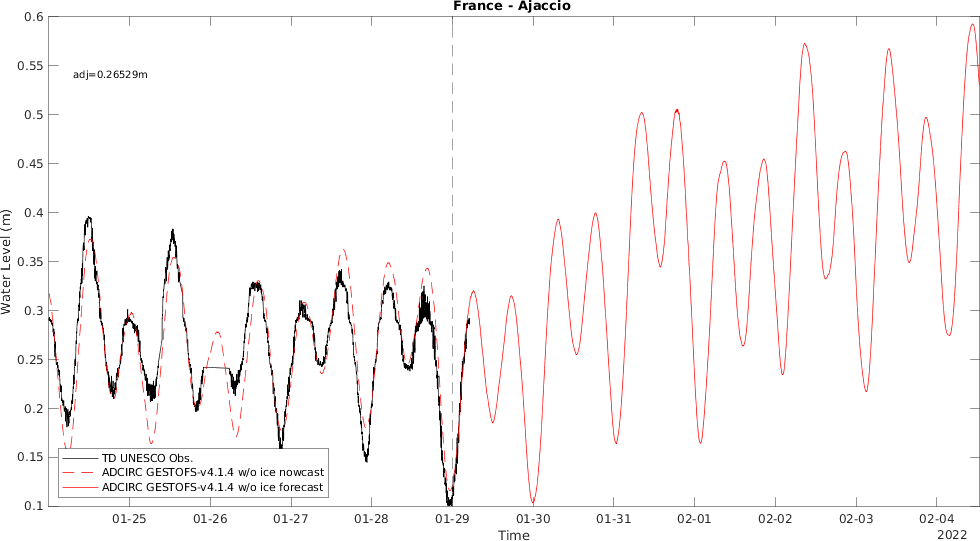 France - Ajaccio
0.6
0.55
0.5
0.45
0.4
0.35
0.3
0.25
0.2
0.15
0.1
Water Level (m)
adj=0.26529m
TD UNESCO Obs.
ADCIRC GESTOFS-v4.1.4 w/o ice nowcast
ADCIRC GESTOFS-v4.1.4 w/o ice forecast
01-25 01-26 01-27 01-28 01-29 01-30 01-31 02-01 02-02 02-03 02-04
Time
2022